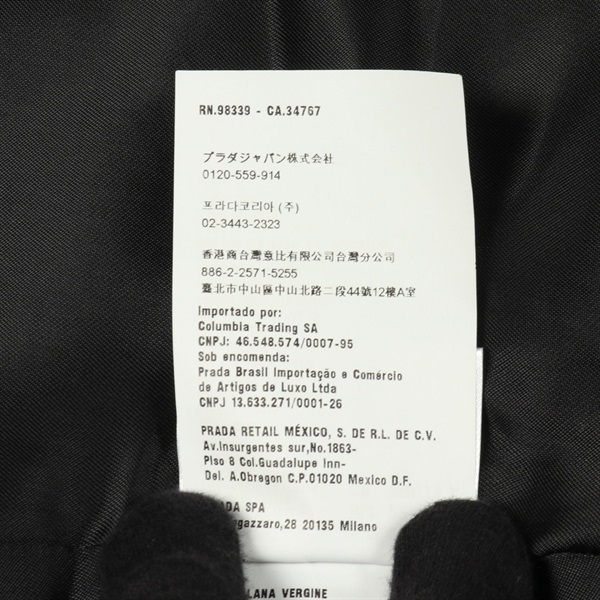 RN.98339 - CA.34767
プラダジャパン株式会社
0120-559-914
프라다코리아 (주)
02-3443-2323
香港商台灣意比有限公司台灣分公司
886-2-2571-5255
臺北市中山區中山北路二段44號12樓A室
Importado por:
Columbia Trading SA
CNPJ: 46.548.574/0007-95
Sob encomenda:
Prada Brasil Importação e Comércio
de Artigos de Luxo Ltda
CNPJ 13.633.271/0001-26
PRADA RETAIL MÉXICO, S. DE R.L. DE C.V.
Av.Insurgentes sur,No.1863-
Piso 8 Col.Guadalupe Inn-
Del. A.Obregon C.P.01020 Mexico D.F.
SPA
28 20135 Milano
LANA VERGINE